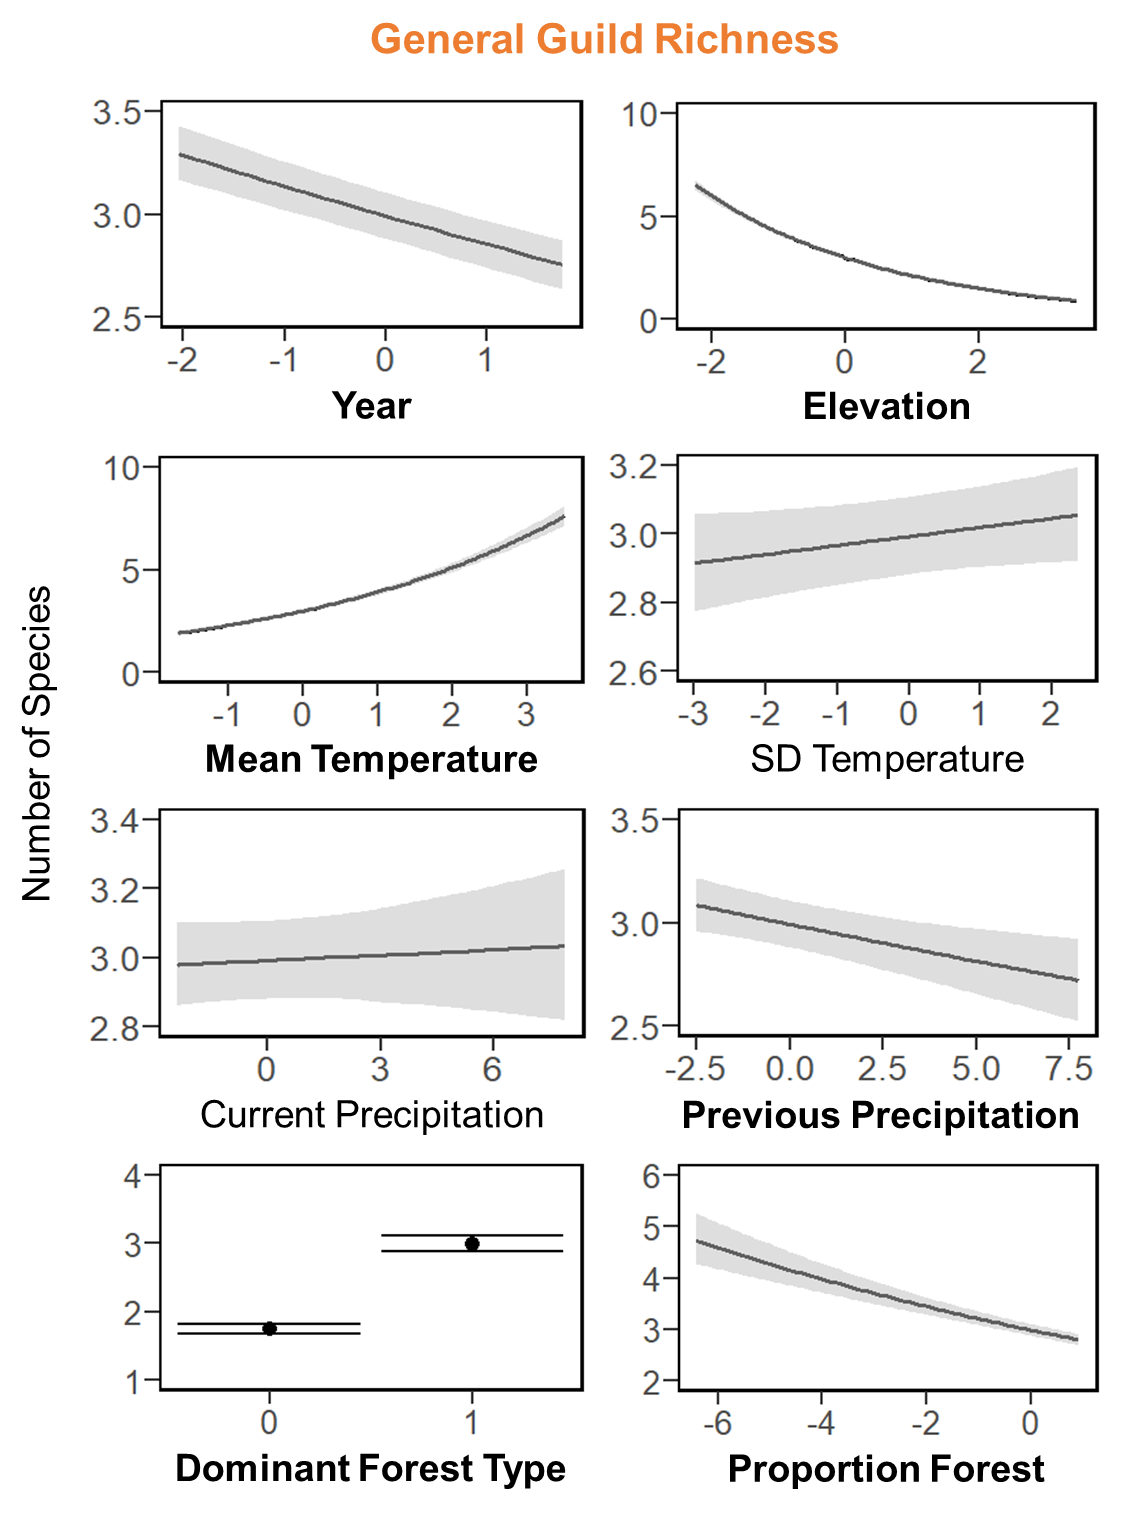 General Guild Richness
Number of Species
3.5
3.0
2.5
-2 -1 0 1
Year
10
5
0
-2 0 2
Elevation
10
5
0
-1 0 1 2 3
Mean Temperature
3.2
3.0
2.8
2.6
-3 -2 -1 0 1 2
SD Temperature
3.4
3.2
3.0
2.8
0 3 6
Current Precipitation
3.5
3.0
2.5
-2.5 0.0 2.5 5.0 7.5
Previous Precipitation
4
3
2
1
0 1
Dominant Forest Type
6
5
4
3
2
-6 -4 -2 0
Proportion Forest